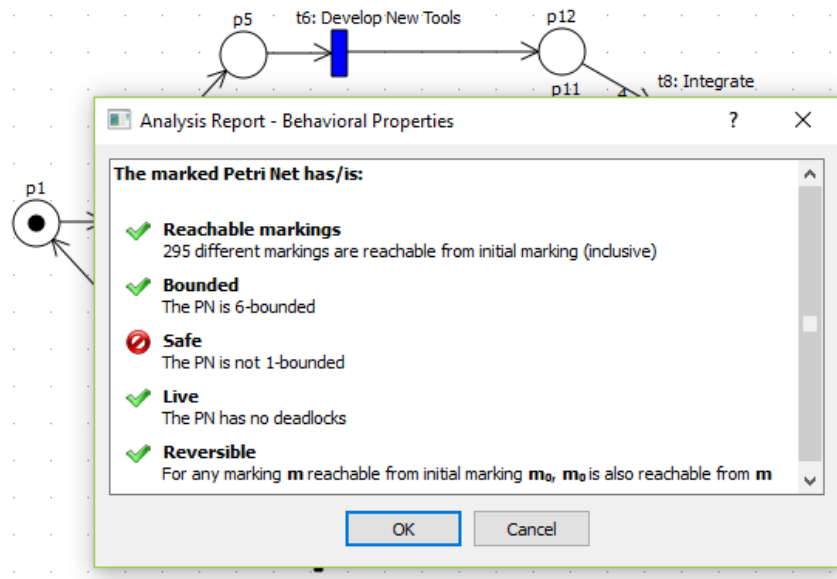 p5
t6: Develop New Tools
p12
p11
t8: Integrate
Analysis Report - Behavioral Properties
?
p1
The marked Petri Net has/is:
Reachable markings
295 different markings are reachable from initial marking (inclusive)
Bounded
The PN is 6-bounded
Safe
The PN is not 1-bounded
Live
The PN has no deadlocks
Reversible
For any marking m reachable from initial marking m₀, m₀ is also reachable from m
OK
Cancel